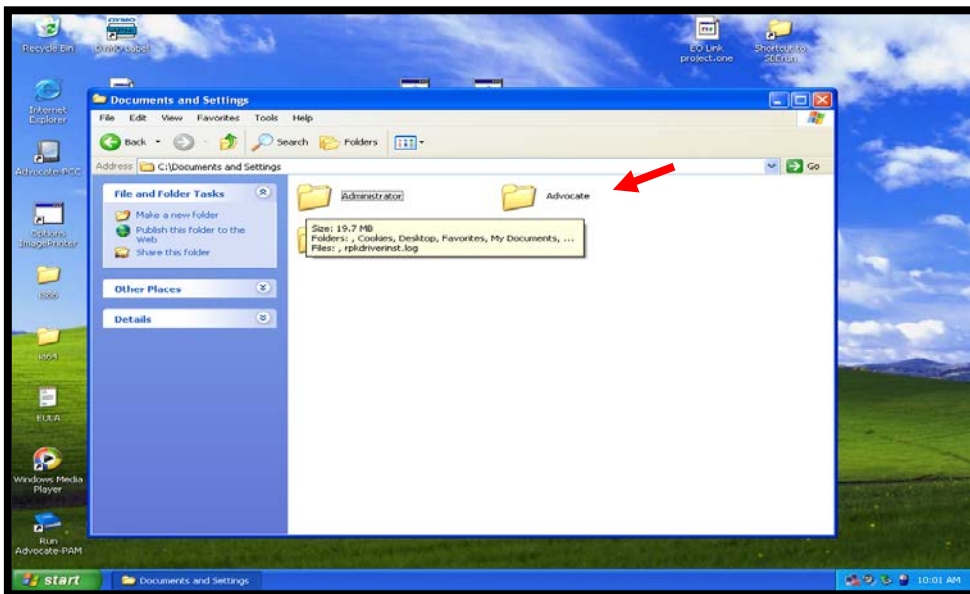 Recycle Bin
DYMO Label
EO Link
project.one
Shortcut to
Internet
Explorer
Advocate-PCC
ImagePrinter
i386
ia64
EULA
Windows Media
Player
Run
Advocate-PAM
Documents and Settings
File Edit View Favorites Tools Help
Back Search Folders
Address C:\Documents and Settings Go
File and Folder Tasks
Make a new folder
Publish this folder to the
Web
Share this folder
Other Places
Details
Administrator
Advocate
Size: 19.7 MB
Folders: , Cookies, Desktop, Favorites, My Documents, ...
Files: , rpkdriverinst.log
start Documents and Settings 10:01 AM